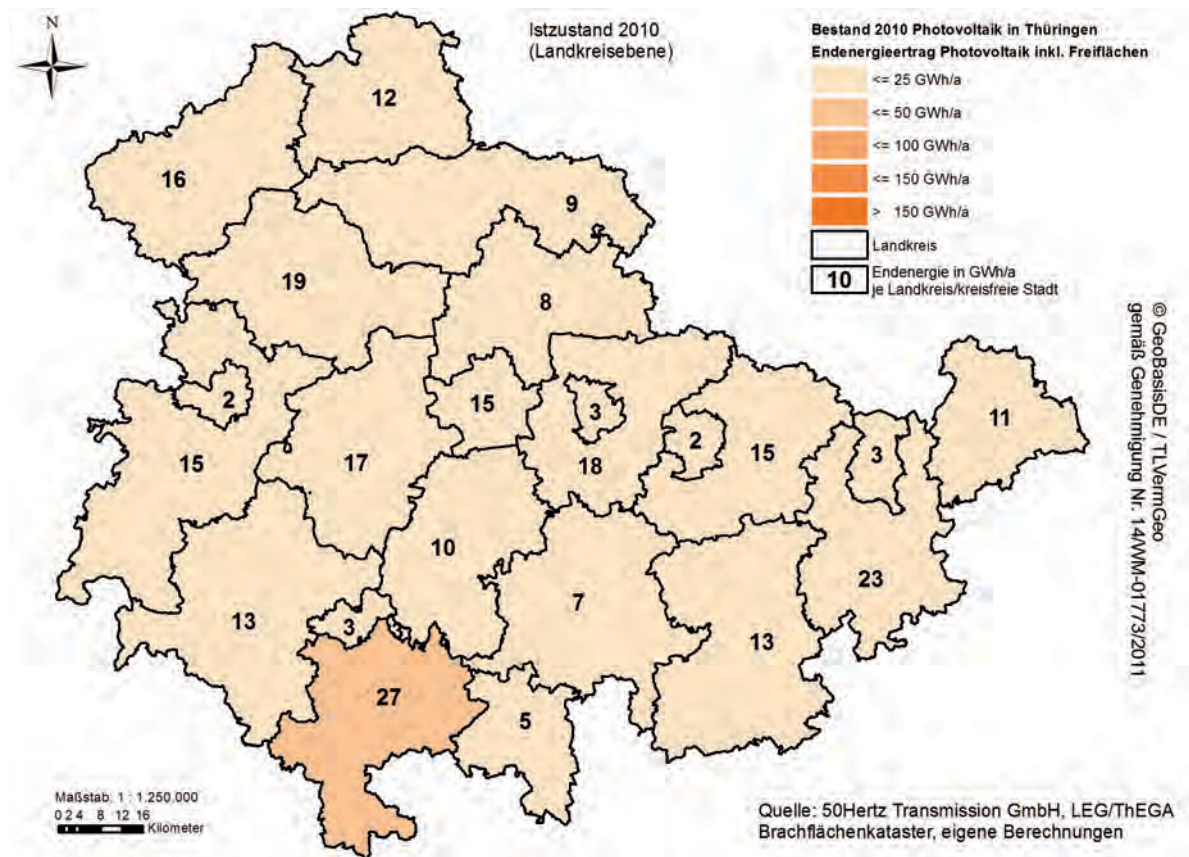 N
Istzustand 2010
(Landkreisebene)
Bestand 2010 Photovoltaik in Thüringen
Endenergieertrag Photovoltaik inkl. Freiflächen
<= 25 GWh/a
<= 50 GWh/a
<= 100 GWh/a
<= 150 GWh/a
> 150 GWh/a
Landkreis
10 Endenergie in GWh/a
je Landkreis/kreisfreie Stadt
12
16
9
19
8
2
15
3
11
15
17
18
2
15
3
10
23
13
3
7
13
27
5
© GeoBasisDE / TLVermGeo
gemäß Genehmigung Nr. 14/WM-01773/2011
Maßstab: 1 : 1.250.000
0 2 4 8 12 16
Kilometer
Quelle: 50Hertz Transmission GmbH, LEG/ThEGA
Brachflächenkataster, eigene Berechnungen